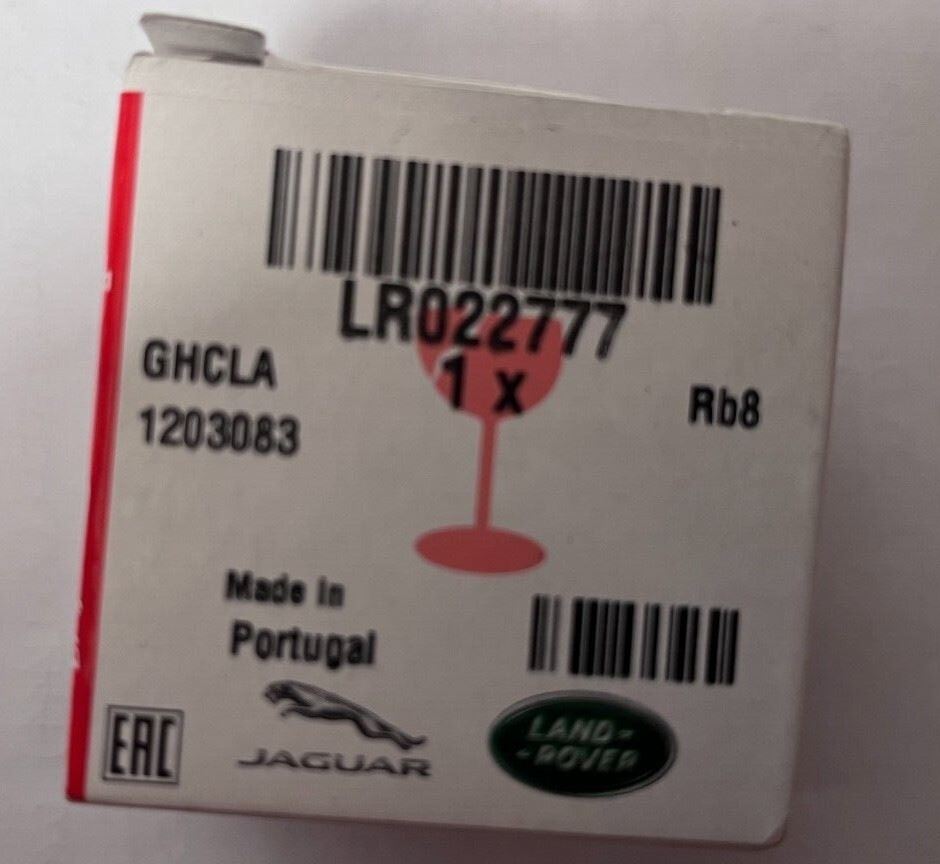 LR022777
1 x
GHCLA
Rb8
1203083
Made in
Portugal
EAC
JAGUAR
LAND-
-ROVER